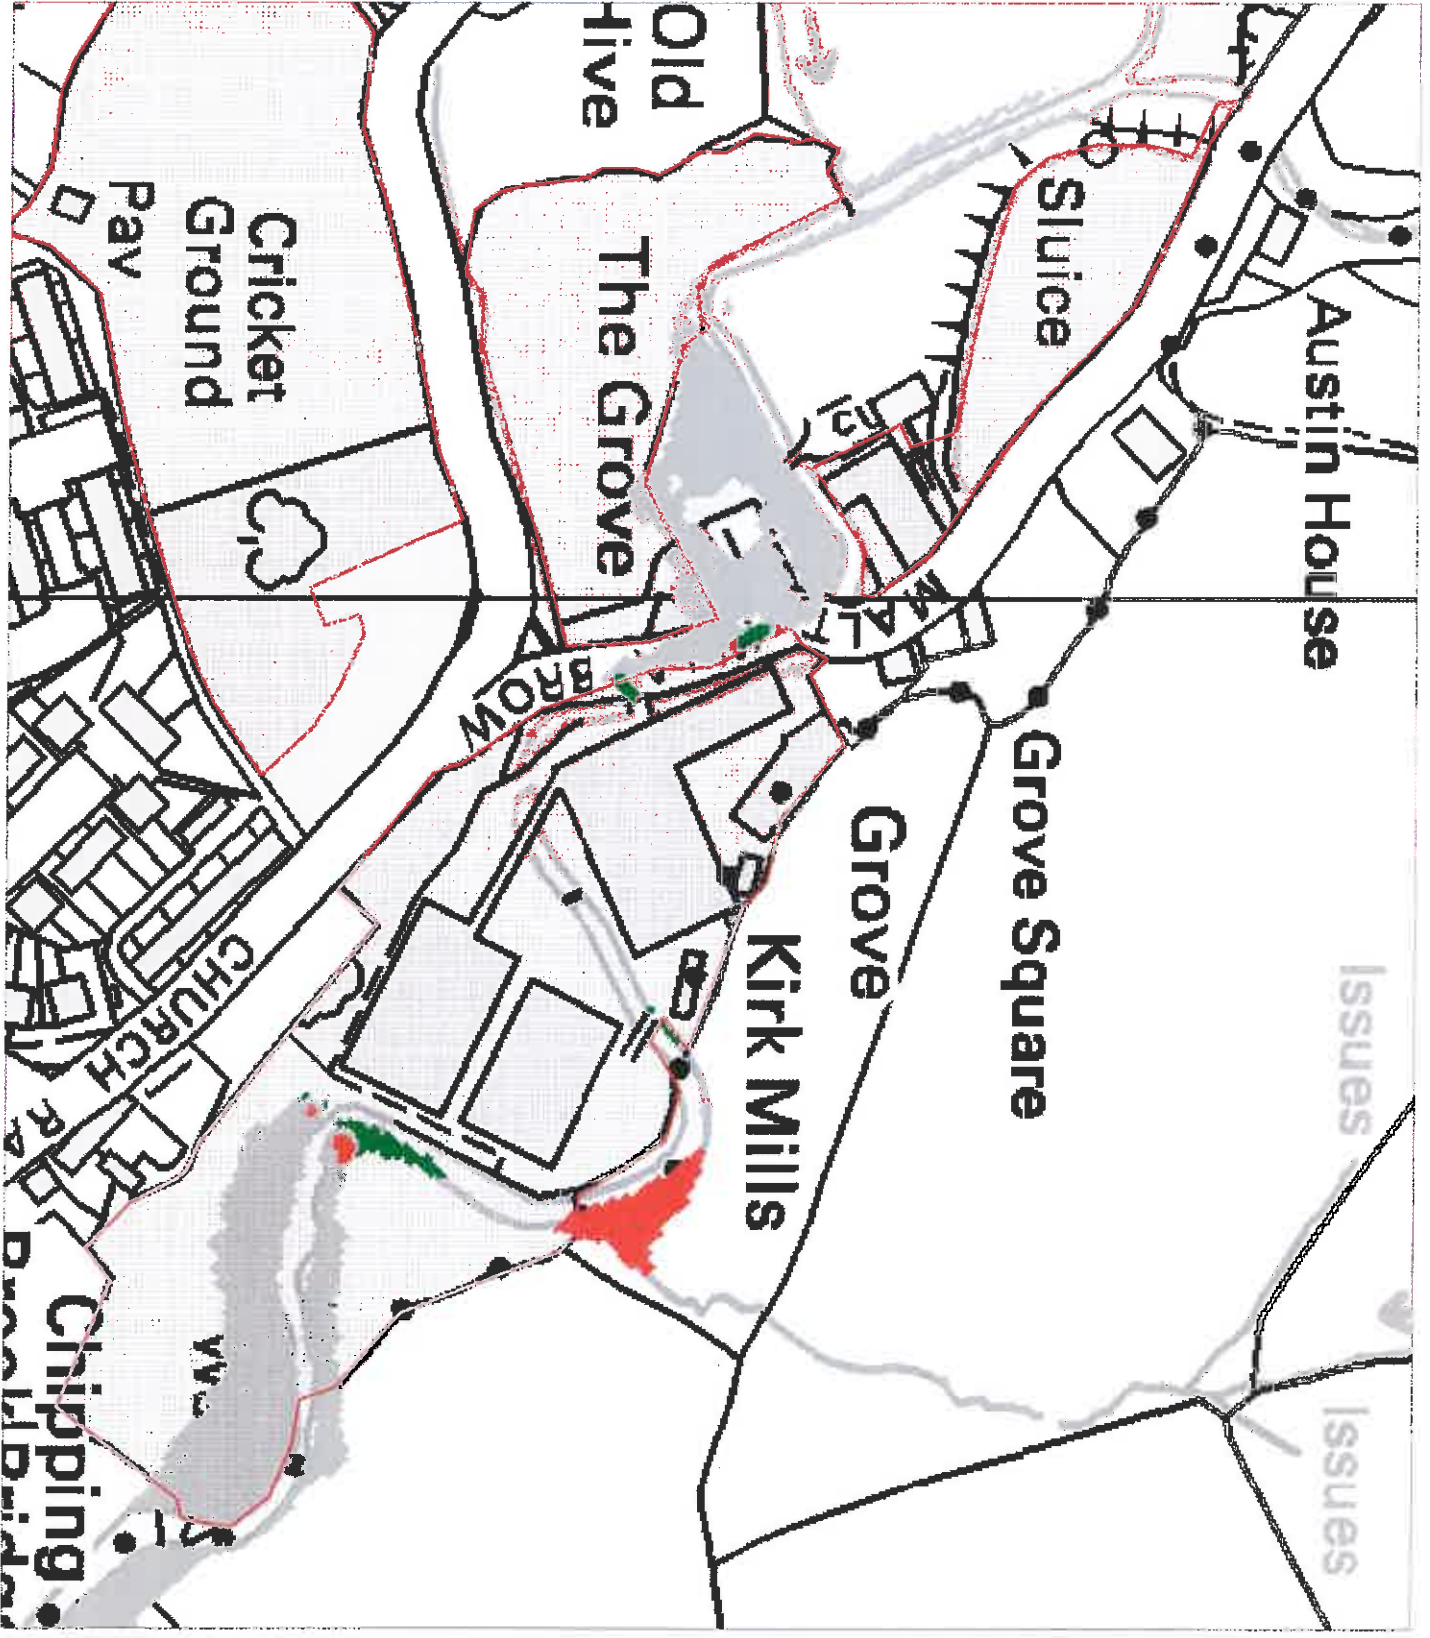 Old
Hive
Sluice
Pav
Cricket
Ground
The Grove
Austin House
MALT
BROW
Grove Square
Grove
Kirk Mills
Issues
CHURCH
Issues
Chipping